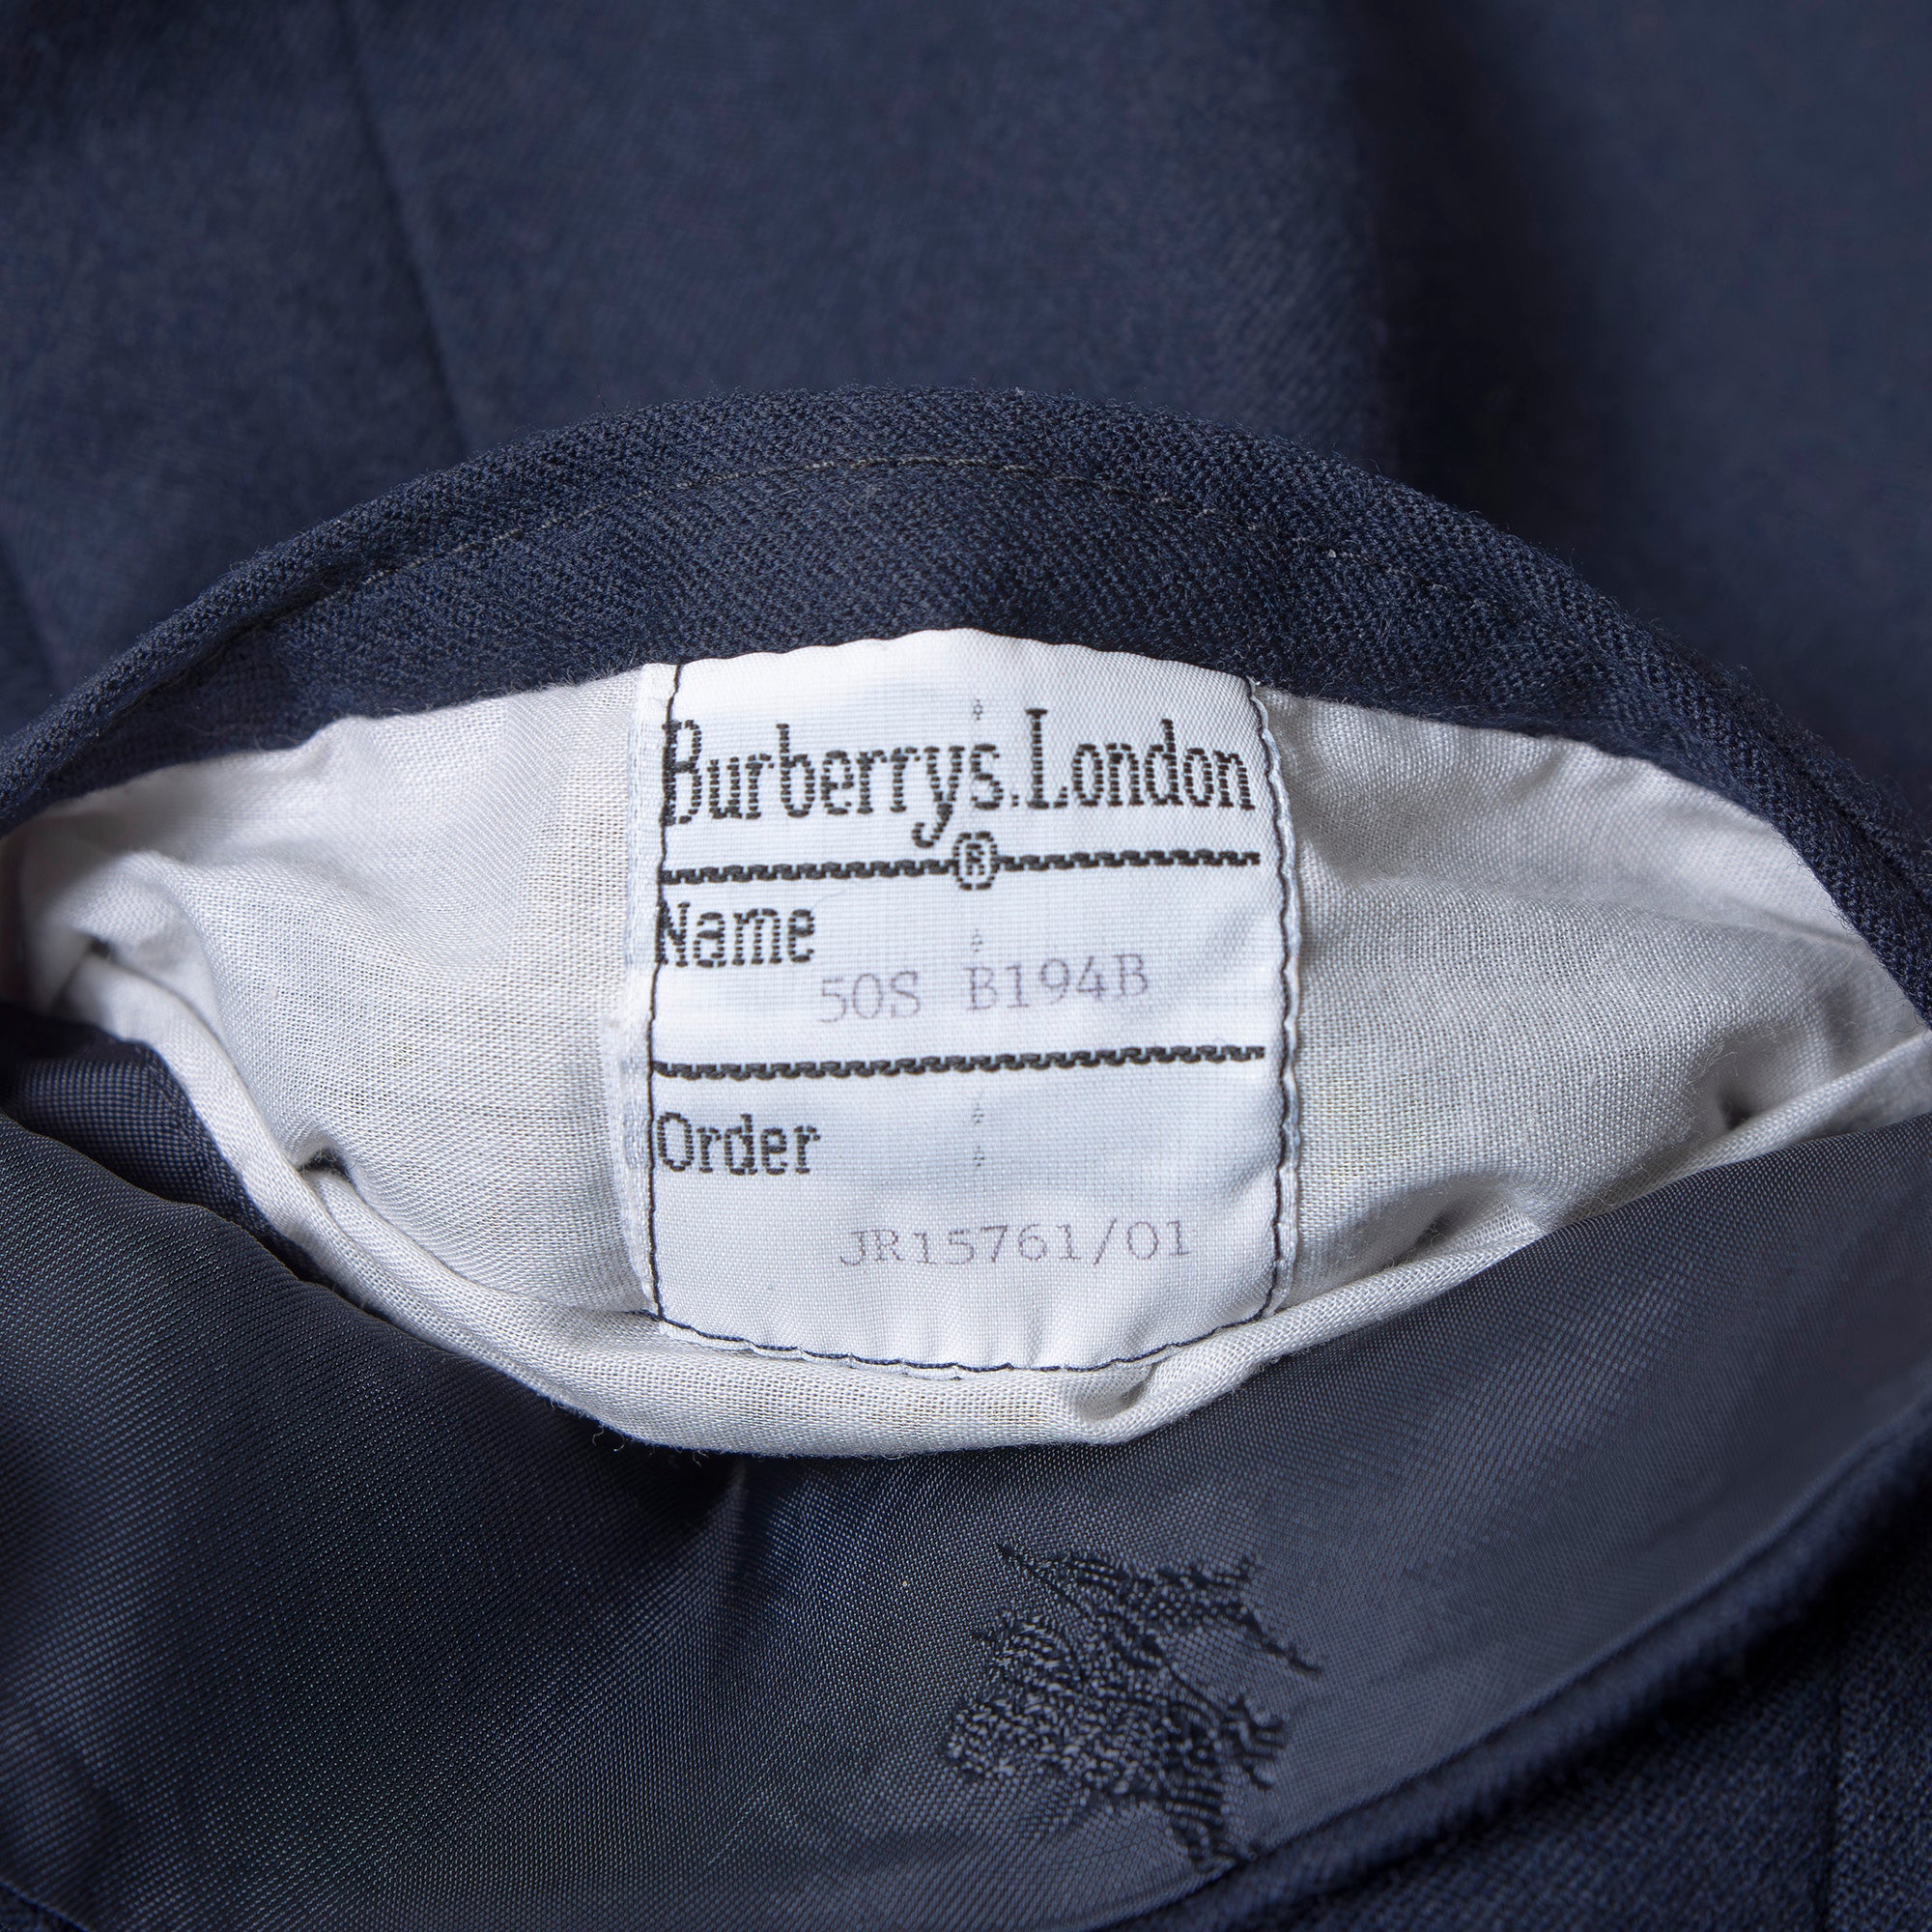 Burberrys.London
®
Name
50S B194B
Order
JR15761/01